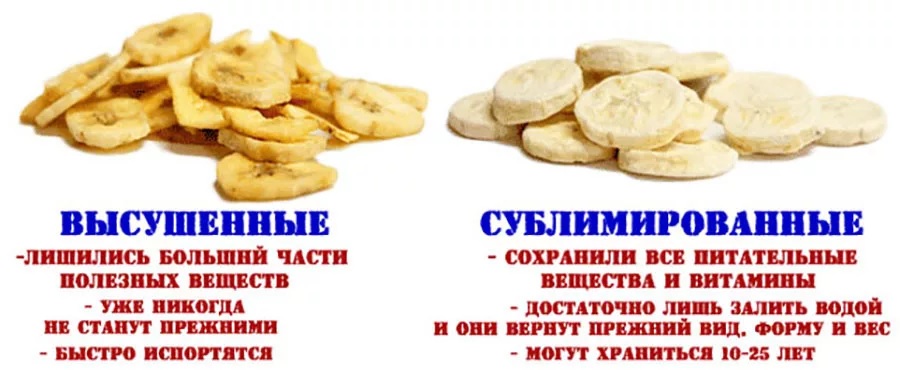 ВЫСУШЕННЫЕ
-ЛИШИЛИСЬ БОЛЬШНЙ ЧАСТИ
ПОЛЕЗНЫХ ВЕЩЕСТВ
- УЖЕ НИКОГДА
НЕ СТАНУТ ПРЕЖНИМИ
- БЫСТРО ИСПОРТЯТСЯ
СУБЛИМИРОВАННЫЕ
- СОХРАНИЛИ ВСЕ ПИТАТЕЛЬНЫЕ
ВЕЩЕСТВА И ВИТАМИНЫ
- ДОСТАТОЧНО ЛИШЬ ЗАЛИТЬ ВОДОЙ
И ОНИ ВЕРНУТ ПРЕЖНИЙ ВИД, ФОРМУ И ВЕС
- МОГУТ ХРАНИТЬСЯ 10-25 ЛЕТ